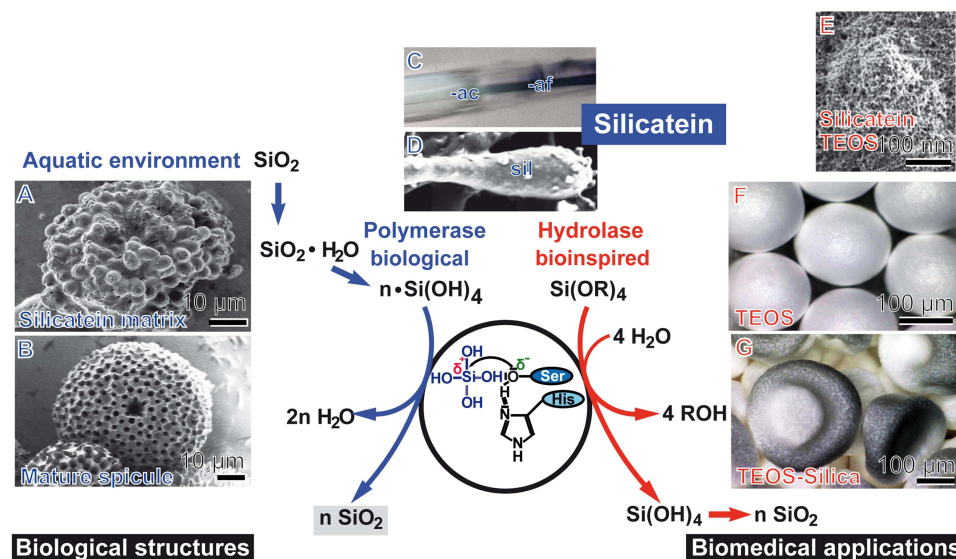 Aquatic environment
SiO2
SiO2 • H2O
A
10 µm
Silicatein matrix
B
10 µm
Mature spicule
Biological structures
C
-ac
-af
D
sil
Silicatein
Polymerase
biological
n•Si(OH)4
2n H2O
n SiO2
Hydrolase
bioinspired
Si(OR)4
4 H2O
4 ROH
Si(OH)4
n SiO2
OH
δ+
δ-
HO-Si-OH
HO
Ser
OH
H
N
His
N
H
E
Silicatein
TEOS
100 nm
F
TEOS
100 µm
G
TEOS-Silica
100 µm
Biomedical applications